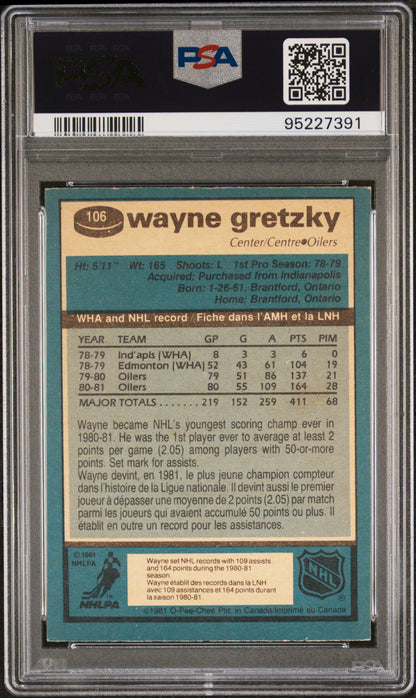 PSA
PSA
95227391
106
wayne gretzky
Center/Centre•Oilers
Ht: 5'11" Wt: 165 Shoots: L 1st Pro Season: 78-79
Acquired: Purchased from Indianapolis
Born: 1-26-61, Brantford, Ontario
Home: Brantford, Ontario
WHA and NHL record/Fiche dans l'AMH et la LNH
YEAR TEAM GP G A PTS PIM
78-79 Ind'apls (WHA) 8 3 3 6 0
78-79 Edmonton (WHA) 52 43 61 104 19
79-80 Oilers 79 51 86 137 21
80-81 Oilers 80 55 109 164 28
MAJOR TOTALS 219 152 259 411 68
Wayne became NHL's youngest scoring champ ever in
1980-81. He was the 1st player ever to average at least 2
points per game (2.05) among players with 50-or-more
points. Set mark for assists.
Wayne devint, en 1981, le plus jeune champion compteur
dans l'histoire de la Ligue nationale. Il devint aussi le premier
joueur à dépasser une moyenne de 2 points (2.05) par match
parmi les joueurs qui avaient accumulé 50 points ou plus. Il
établit en outre un record pour les assistances.
©1981
NHLPA
NHLPA
Wayne set NHL records with 109 assists
and 164 points during the 1980-81
season.
Wayne établit des records dans la LNH
avec 109 assistances et 164 points durant
la saison 1980-81.
NHL
©1981 O-Pee-Chee Ptd. in Canada/Imprimé au Canada